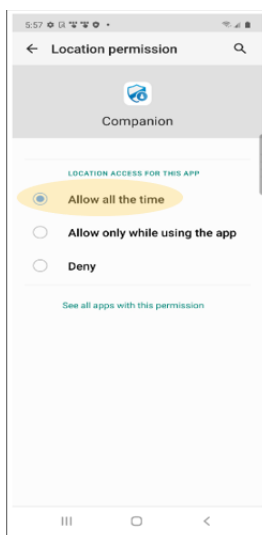 5:57
Location permission
Companion
LOCATION ACCESS FOR THIS APP
Allow all the time
Allow only while using the app
Deny
See all apps with this permission